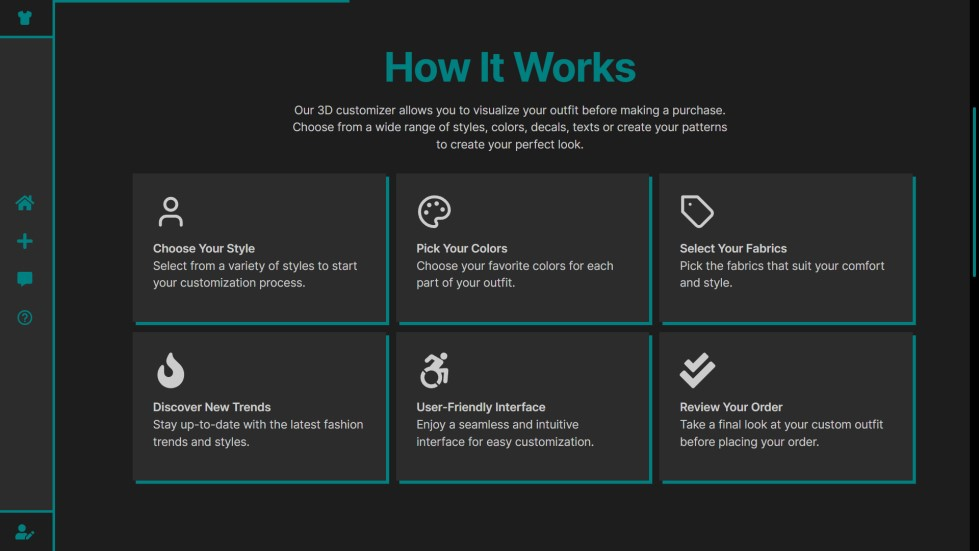 How It Works
Our 3D customizer allows you to visualize your outfit before making a purchase.
Choose from a wide range of styles, colors, decals, texts or create your patterns
to create your perfect look.
Choose Your Style
Select from a variety of styles to start
your customization process.
Pick Your Colors
Choose your favorite colors for each
part of your outfit.
Select Your Fabrics
Pick the fabrics that suit your comfort
and style.
Discover New Trends
Stay up-to-date with the latest fashion
trends and styles.
User-Friendly Interface
Enjoy a seamless and intuitive
interface for easy customization.
Review Your Order
Take a final look at your custom outfit
before placing your order.